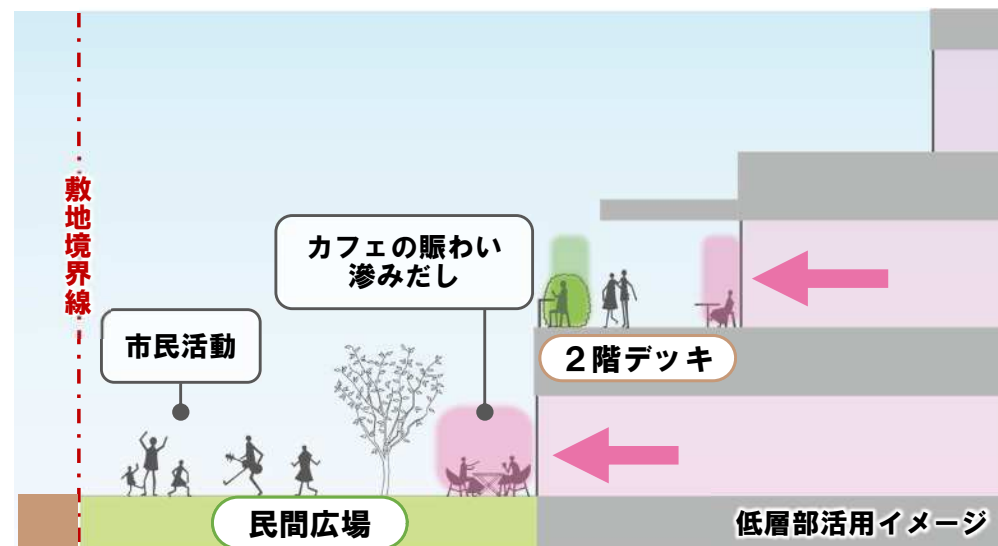 敷地境界線
カフェの賑わい
滲みだし
市民活動
２階デッキ
民間広場
低層部活用イメージ